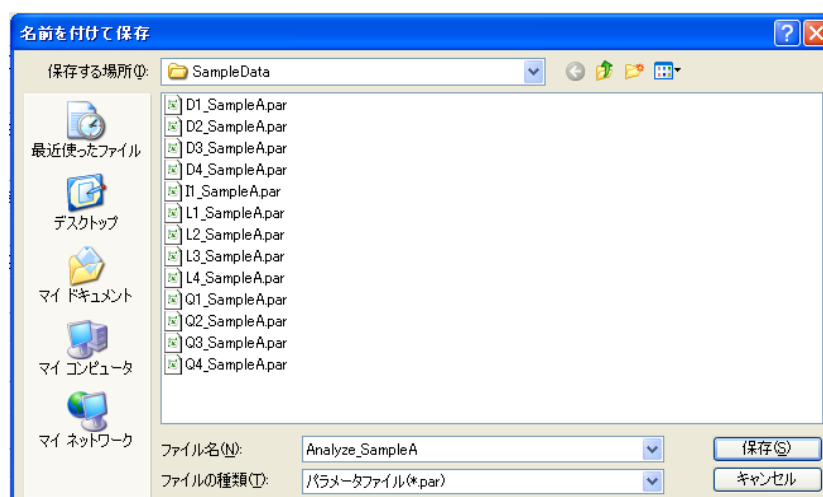 名前を付けて保存
保存する場所(I):
SampleData
D1_SampleA.par
D2_SampleA.par
D3_SampleA.par
D4_SampleA.par
I1_SampleA.par
L1_SampleA.par
L2_SampleA.par
L3_SampleA.par
L4_SampleA.par
Q1_SampleA.par
Q2_SampleA.par
Q3_SampleA.par
Q4_SampleA.par
最近使ったファイル
デスクトップ
マイ ドキュメント
マイ コンピュータ
マイ ネットワーク
ファイル名(N):
Analyze_SampleA
保存(S)
ファイルの種類(T):
パラメータファイル(*.par)
キャンセル